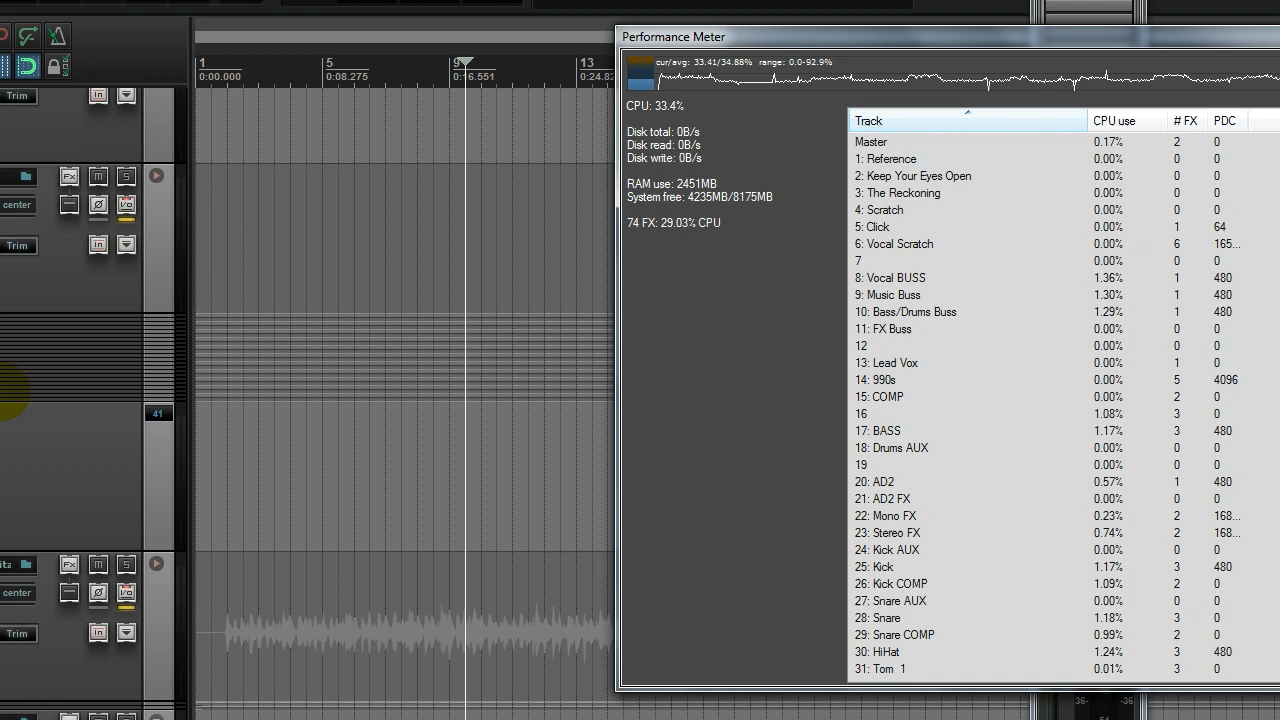 Performance Meter
cur/avg: 33.41/34.88% range: 0.0-92.9%
CPU: 33.4%
Disk total: 0B/s
Disk read: 0B/s
Disk write: 0B/s
RAM use: 2451MB
System free: 4235MB/8175MB
74 FX: 29.03% CPU
Track CPU use # FX PDC
Master 0.17% 2 0
1: Reference 0.00% 0 0
2: Keep Your Eyes Open 0.00% 0 0
3: The Reckoning 0.00% 0 0
4: Scratch 0.00% 0 0
5: Click 0.00% 1 64
6: Vocal Scratch 0.00% 6 165...
7 0.00% 0 0
8: Vocal BUSS 1.36% 1 480
9: Music Buss 1.30% 1 480
10: Bass/Drums Buss 1.29% 1 480
11: FX Buss 0.00% 0 0
12 0.00% 0 0
13: Lead Vox 0.00% 1 0
14: 990s 0.00% 5 4096
15: COMP 0.00% 2 0
16 1.08% 3 0
17: BASS 1.17% 3 480
18: Drums AUX 0.00% 0 0
19 0.00% 0 0
20: AD2 0.57% 1 480
21: AD2 FX 0.00% 0 0
22: Mono FX 0.23% 2 168...
23: Stereo FX 0.74% 2 168...
24: Kick AUX 0.00% 0 0
25: Kick 1.17% 3 480
26: Kick COMP 1.09% 2 0
27: Snare AUX 0.00% 0 0
28: Snare 1.18% 3 0
29: Snare COMP 0.99% 2 0
30: HiHat 1.24% 3 480
31: Tom 1 0.01% 3 0
1 5 9 13
0:00.000 0:08.275 0:16.551 0:24.82
Trim in
FX M S
center
Trim in
41
ita FX M S
center
Trim in
36- -36
54